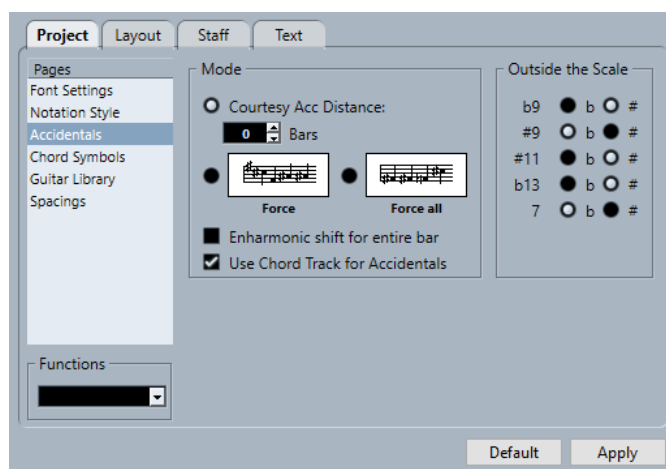 Project Layout Staff Text
Pages
Font Settings
Notation Style
Accidentals
Chord Symbols
Guitar Library
Spacings
Functions
Mode
Courtesy Acc Distance:
0 Bars
Force Force all
Enharmonic shift for entire bar
Use Chord Track for Accidentals
Outside the Scale
b9 b #
#9 b #
#11 b #
b13 b #
7 b #
Default Apply